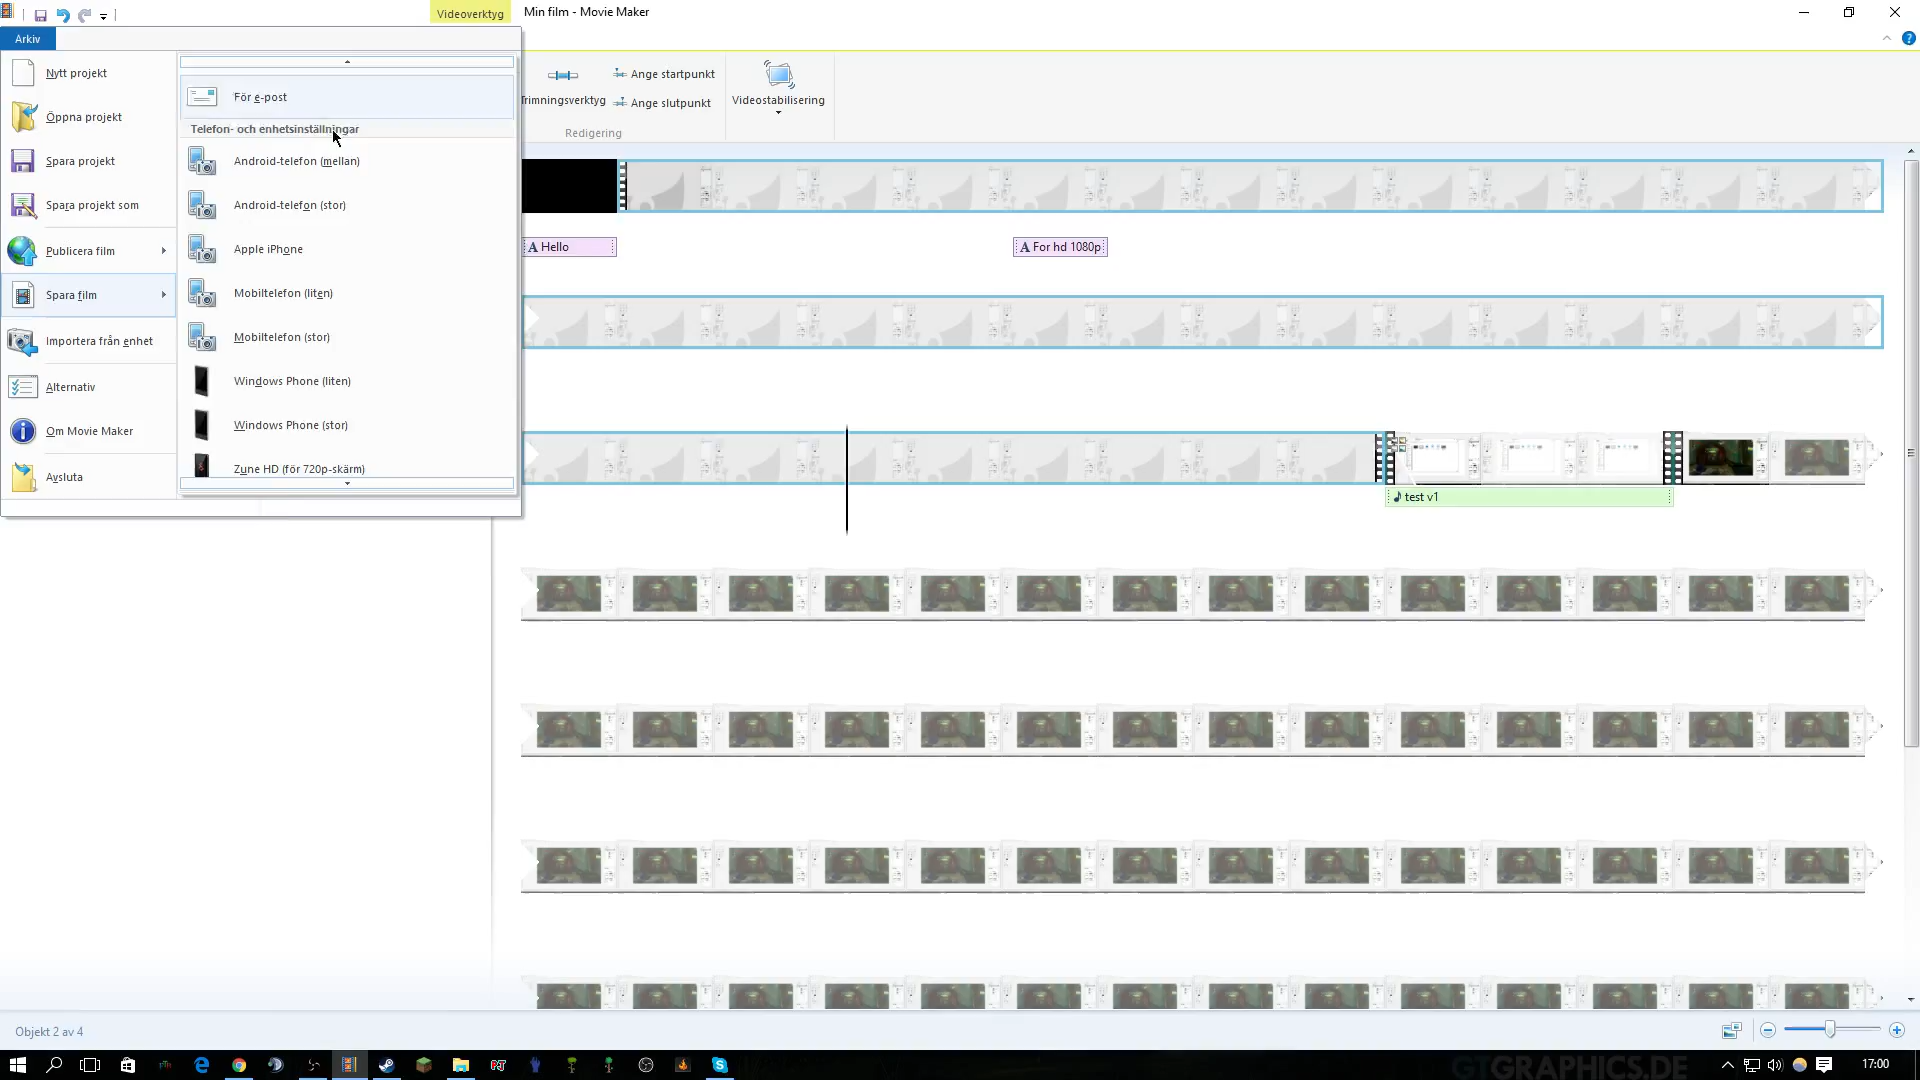 Videoverktyg
Min film - Movie Maker
Arkiv
Nytt projekt
Öppna projekt
Spara projekt
Spara projekt som
Publicera film
Spara film
Importera från enhet
Alternativ
Om Movie Maker
Avsluta
För e-post
Telefon- och enhetsinställningar
Android-telefon (mellan)
Android-telefon (stor)
Apple iPhone
Mobiltelefon (liten)
Mobiltelefon (stor)
Windows Phone (liten)
Windows Phone (stor)
Zune HD (för 720p-skärm)
Trimningsverktyg
Ange startpunkt
Ange slutpunkt
Redigering
Videostabilisering
A Hello
A For hd 1080p
test v1
Objekt 2 av 4
GTGRAPHICS.DE
17:00